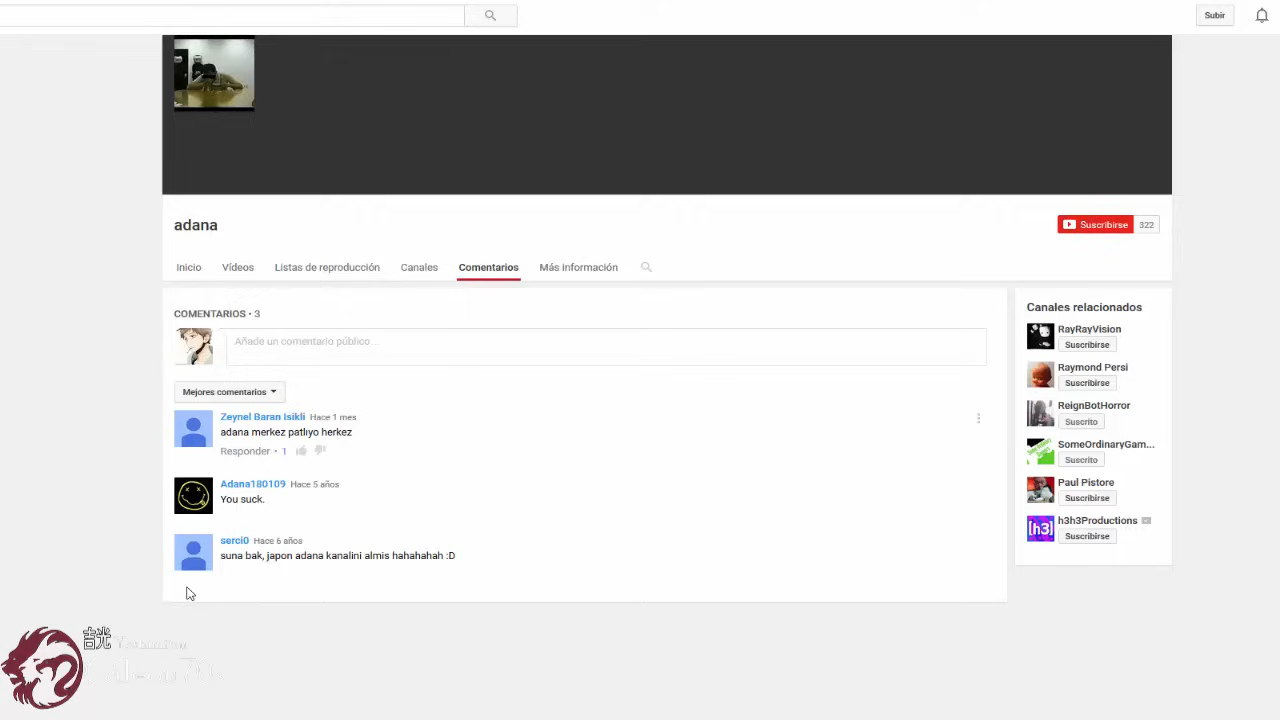 Subir
adana
Suscribirse 322
Inicio Vídeos Listas de reproducción Canales Comentarios Más información
COMENTARIOS • 3
Añade un comentario público...
Mejores comentarios
Zeynel Baran Isikli Hace 1 mes
adana merkez patlıyo herkez
Responder • 1
Adana180109 Hace 5 años
You suck.
serci0 Hace 6 años
suna bak, japon adana kanalini almis hahahahah :D
Canales relacionados
RayRayVision
Suscribirse
Raymond Persi
Suscribirse
ReignBotHorror
Suscrito
SomeOrdinaryGam...
Suscrito
Paul Pistore
Suscribirse
h3h3Productions
Suscribirse
[h3]
吉光